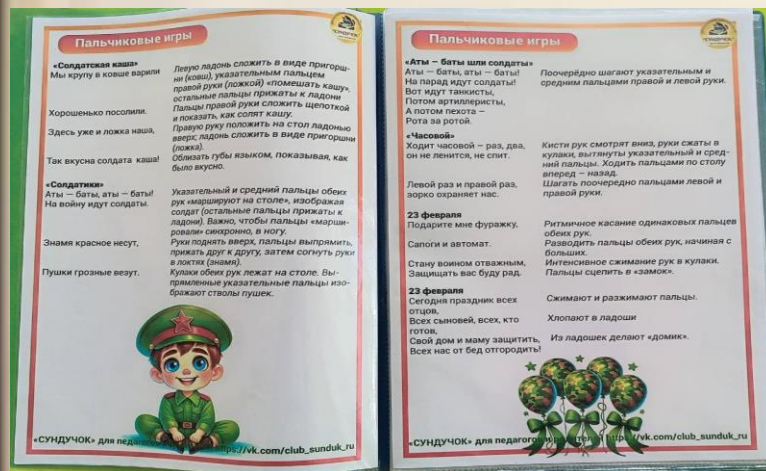 Пальчиковые игры
«Солдатская каша»
Мы крупу в ковше варили
Левую ладонь сложить в виде пригорш-
ни (ковш), указательным пальцем
правой руки (ложкой) «помешать кашу»,
остальные пальцы прижаты к ладони
Хорошенько посолили.
Пальцы правой руки сложить щепоткой
и показать, как солят кашу.
Здесь уже и ложка наша,
Правую руку положить на стол ладонью
вверх; ладонь сложить в виде пригоршни
(ложка).
Так вкусна солдата каша!
Облизать губы языком, показывая, как
было вкусно.
«Солдатики»
Аты — баты, аты — баты!
На войну идут солдаты.
Указательный и средний пальцы обеих
рук «маршируют на столе», изображая
солдат (остальные пальцы прижаты к
ладони). Важно, чтобы пальцы «марши-
ровали» синхронно, в ногу.
Знамя красное несут,
Руки поднять вверх, пальцы выпрямить,
прижать друг к другу, затем согнуть руки
в локтях (знамя).
Пушки грозные везут.
Кулаки обеих рук лежат на столе. Вы-
прямленные указательные пальцы изо-
бражают стволы пушек.
«СУНДУЧОК» для педагого https://vk.com/club_sunduk_ru
Пальчиковые игры
«Аты – баты шли солдаты»
Аты — баты, аты — баты!
На парад идут солдаты!
Вот идут танкисты,
Потом артиллеристы,
А потом пехота –
Рота за ротой.
Поочерёдно шагают указательным и
средним пальцами правой и левой руки.
«Часовой»
Ходит часовой – раз, два,
он не ленится, не спит.
Кисти рук смотрят вниз, руки сжаты в
кулаки, вытянуты указательный и сред-
ний пальцы. Ходить пальцами по столу
вперед – назад.
Левой раз и правой раз,
зорко охраняет нас.
Шагать поочередно пальцами левой и
правой руки.
23 февраля
Подарите мне фуражку,
Ритмичное касание одинаковых пальцев
обеих рук.
Сапоги и автомат.
Разводить пальцы обеих рук, начиная с
больших.
Стану воином отважным,
Интенсивное сжимание рук в кулаки.
Защищать вас буду рад.
Пальцы сцепить в «замок».
23 февраля
Сегодня праздник всех
отцов,
Сжимают и разжимают пальцы.
Всех сыновей, всех, кто
готов,
Хлопают в ладоши
Свой дом и маму защитить,
Всех нас от бед отгородить!
Из ладошек делают «домик».
«СУНДУЧОК» для педагогов и https://vk.com/club_sunduk_ru